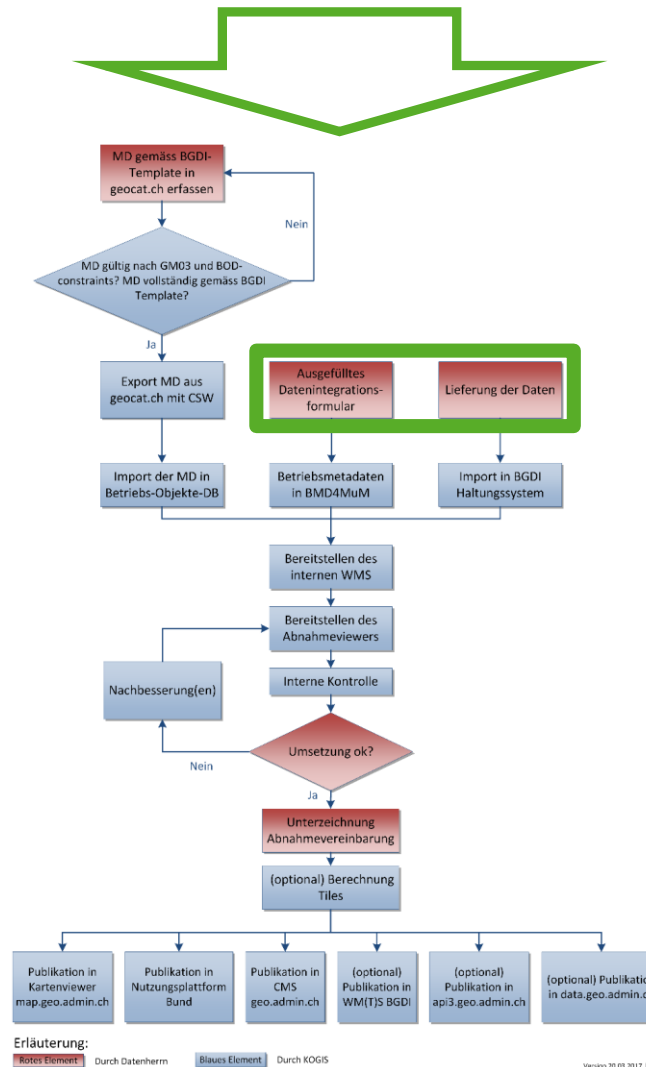 MD gemäss BGDI-
Template in
geocat.ch erfassen
Nein
MD gültig nach GM03 und BOD-
constraints? MD vollständig gemäss BGDI
Template?
Ja
Export MD aus
geocat.ch mit CSW
Ausgefülltes
Datenintegrations-
formular
Lieferung der Daten
Import der MD in
Betriebs-Objekte-DB
Betriebsmetadaten
in BMD4MuM
Import in BGDI
Haltungssystem
Bereitstellen des
internen WMS
Bereitstellen des
Abnahmeviewers
Nachbesserung(en)
Interne Kontrolle
Umsetzung ok?
Nein
Ja
Unterzeichnung
Abnahmevereinbarung
(optional) Berechnung
Tiles
Publikation in
Kartenviewer
map.geo.admin.ch
Publikation in
Nutzungsplattform
Bund
Publikation in
CMS
geo.admin.ch
(optional)
Publikation in
WM(T)S BGDI
(optional)
Publikation in
api3.geo.admin.ch
(optional) Publikatio
in data.geo.admin.c
Erläuterung:
Rotes Element Durch Datenherrn Blaues Element Durch KOGIS
Version 20.03.2017